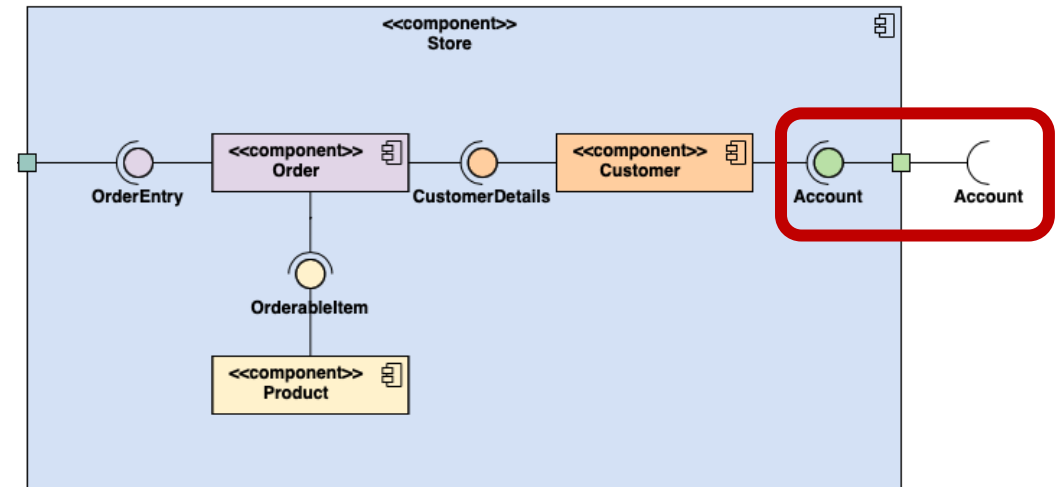 <<component>>
Store
<<component>>
Order
<<component>>
Customer
OrderEntry
CustomerDetails
Account
Account
OrderableItem
<<component>>
Product